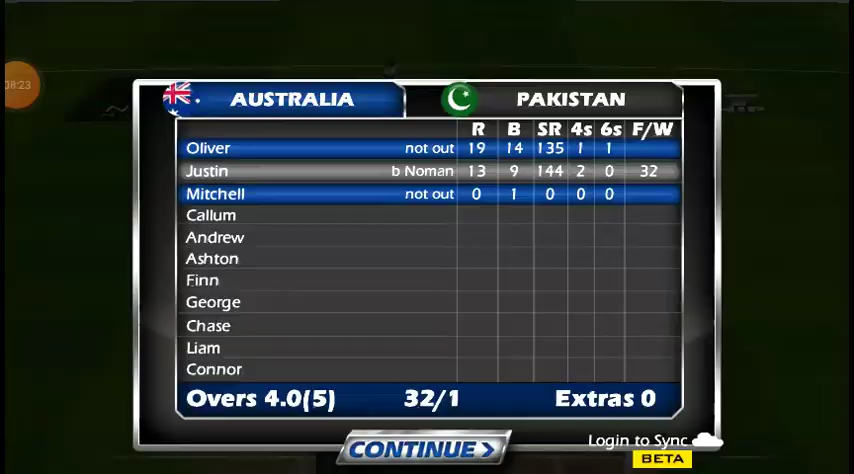 08:23
AUSTRALIA PAKISTAN
R B SR 4s 6s F/W
Oliver not out 19 14 135 1 1
Justin b Noman 13 9 144 2 0 32
Mitchell not out 0 1 0 0 0
Callum
Andrew
Ashton
Finn
George
Chase
Liam
Connor
Overs 4.0(5) 32/1 Extras 0
CONTINUE >
Login to Sync
BETA